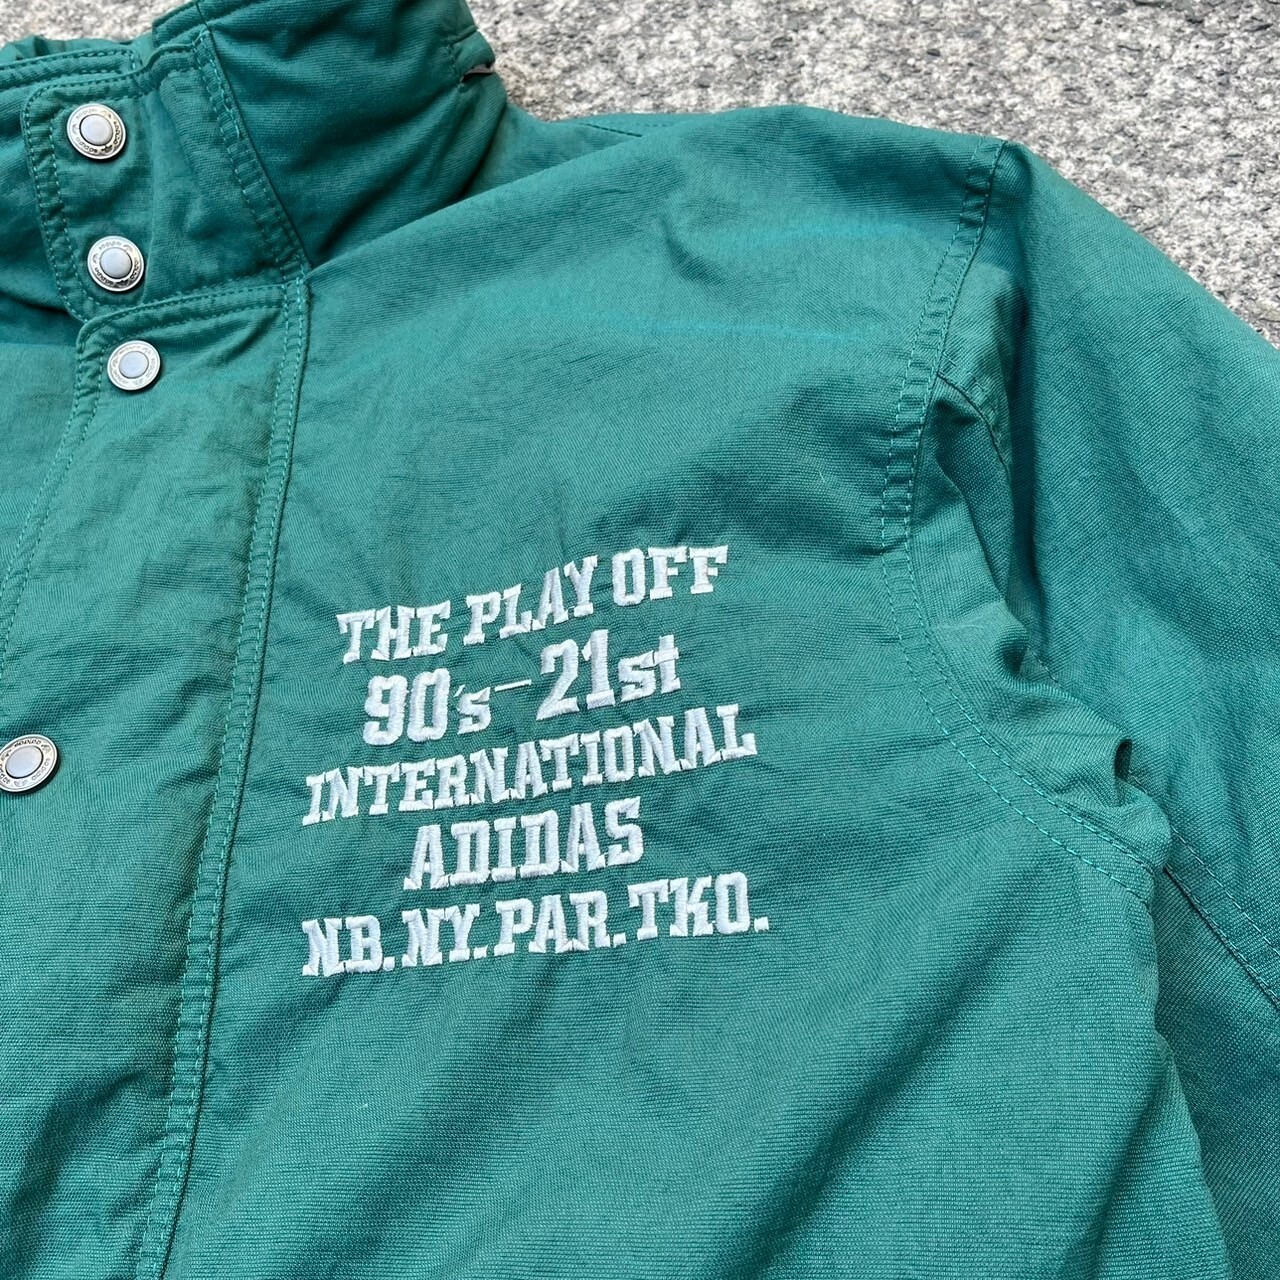 THE PLAY OFF
90's-21st
INTERNATIONAL
ADIDAS
NB.NY.PAR.TKO.